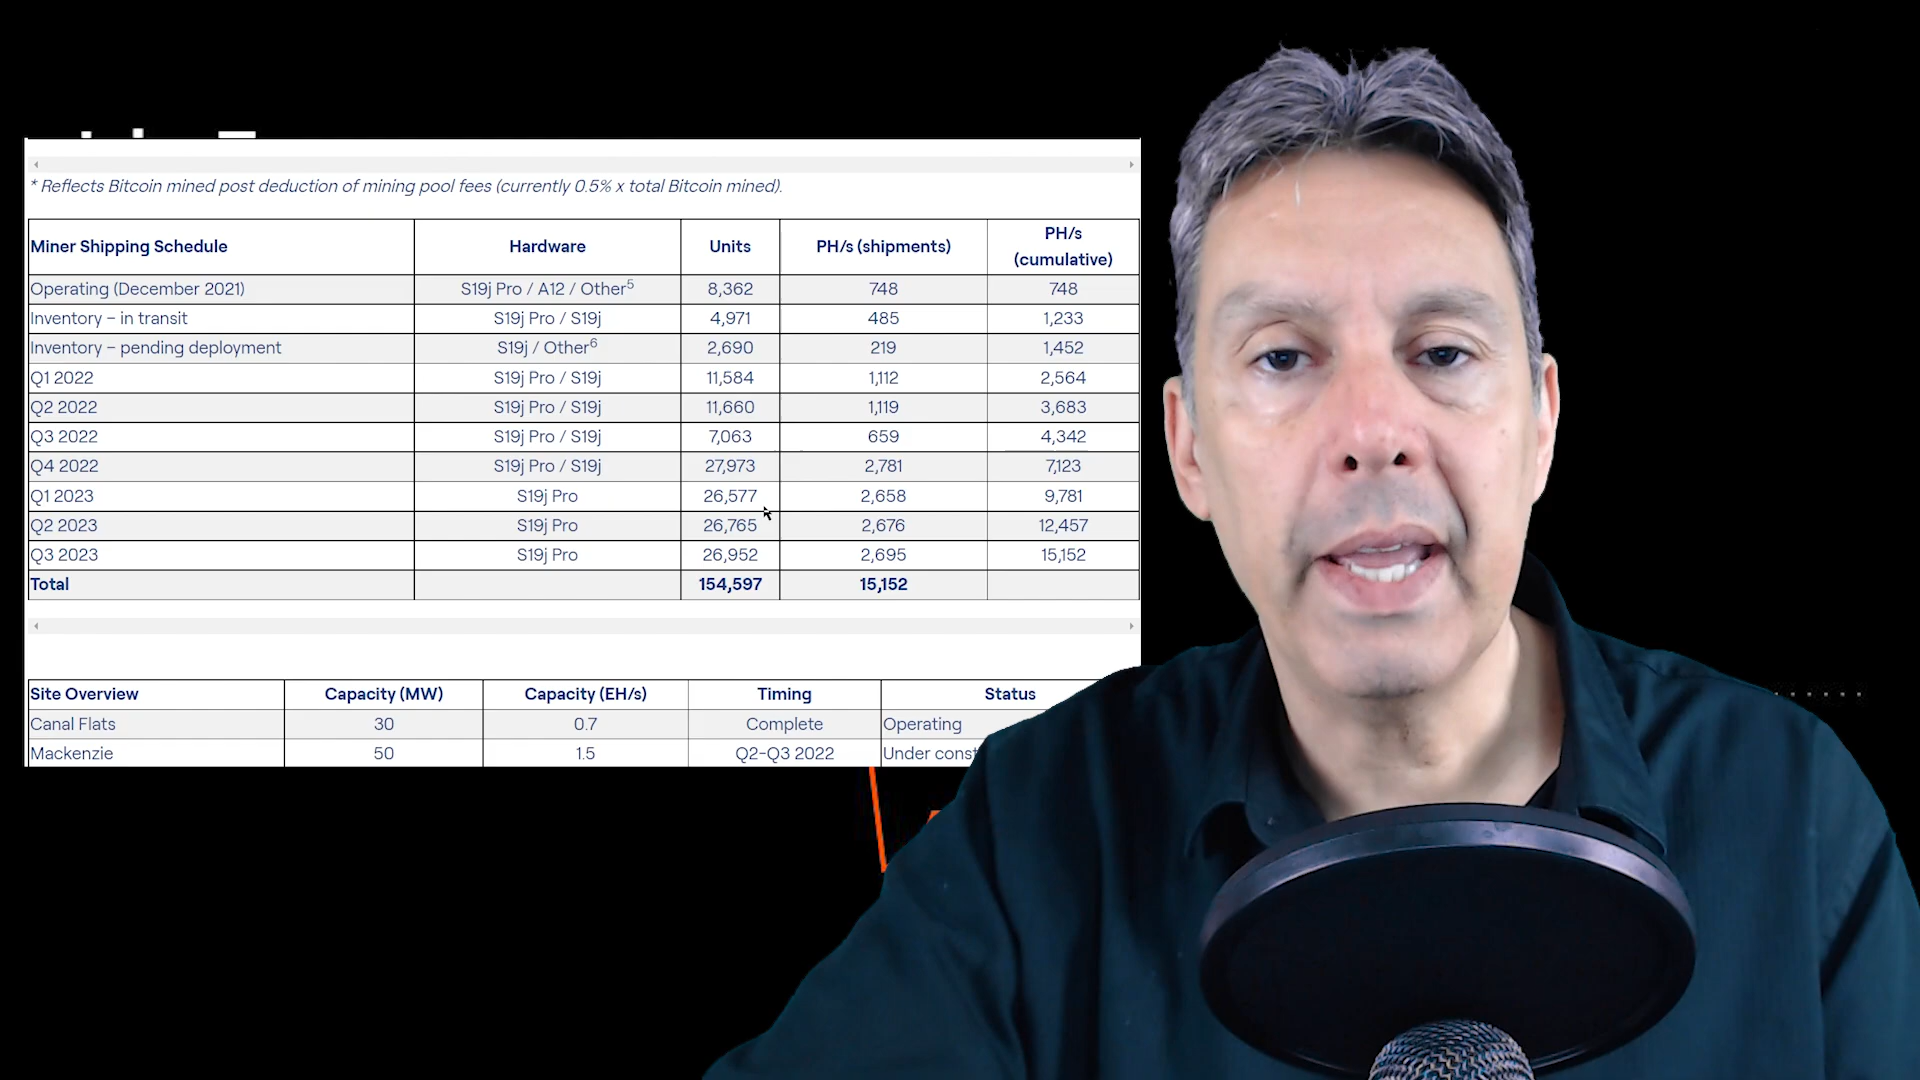 * Reflects Bitcoin mined post deduction of mining pool fees (currently 0.5% x total Bitcoin mined).
Miner Shipping Schedule Hardware Units PH/s (shipments) PH/s (cumulative)
Operating (December 2021) S19j Pro / A12 / Other5 8,362 748 748
Inventory – in transit S19j Pro / S19j 4,971 485 1,233
Inventory – pending deployment S19j / Other6 2,690 219 1,452
Q1 2022 S19j Pro / S19j 11,584 1,112 2,564
Q2 2022 S19j Pro / S19j 11,660 1,119 3,683
Q3 2022 S19j Pro / S19j 7,063 659 4,342
Q4 2022 S19j Pro / S19j 27,973 2,781 7,123
Q1 2023 S19j Pro 26,577 2,658 9,781
Q2 2023 S19j Pro 26,765 2,676 12,457
Q3 2023 S19j Pro 26,952 2,695 15,152
Total 154,597 15,152
Site Overview Capacity (MW) Capacity (EH/s) Timing Status
Canal Flats 30 0.7 Complete Operating
Mackenzie 50 1.5 Q2-Q3 2022 Under const